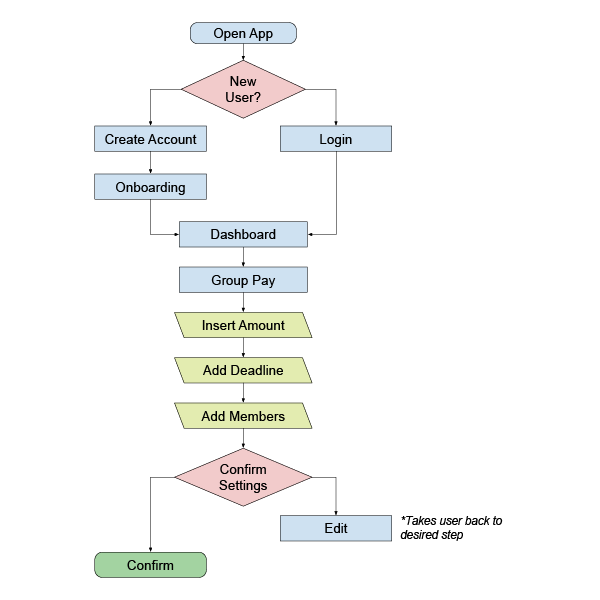 Open App
New
User?
Create Account
Login
Onboarding
Dashboard
Group Pay
Insert Amount
Add Deadline
Add Members
Confirm
Settings
Edit
*Takes user back to
desired step
Confirm